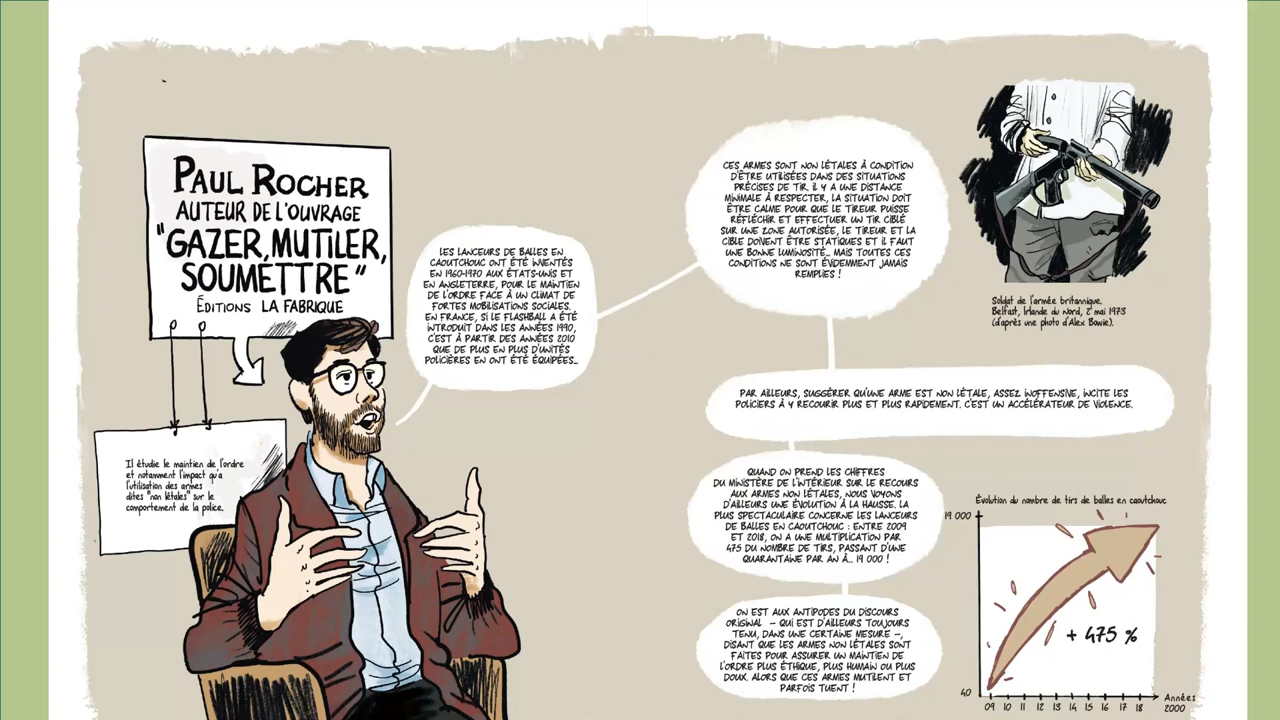 PAUL ROCHER
AUTEUR DE L'OUVRAGE
"GAZER, MUTILER,
SOUMETTRE"
ÉDITIONS LA FABRIQUE
Il étudie le maintien de l'ordre
et notamment l'impact qu'a
l'utilisation des armes
dites "non létales" sur le
comportement de la police.
LES LANCEURS DE BALLES EN
CAOUTCHOUC ONT ÉTÉ INVENTÉS
EN 1960-1970 AUX ÉTATS-UNIS ET
EN ANGLETERRE, POUR LE MAINTIEN
DE L'ORDRE FACE À UN CLIMAT DE
FORTES MOBILISATIONS SOCIALES.
EN FRANCE, SI LE FLASHBALL A ÉTÉ
INTRODUIT DANS LES ANNÉES 1990,
C'EST À PARTIR DES ANNÉES 2010
QUE DE PLUS EN PLUS D'UNITÉS
POLICIÈRES EN ONT ÉTÉ ÉQUIPÉES...
CES ARMES SONT NON LÉTALES À CONDITION
D'ÊTRE UTILISÉES DANS DES SITUATIONS
PRÉCISES DE TIR. IL Y A UNE DISTANCE
MINIMALE À RESPECTER, LA SITUATION DOIT
ÊTRE CALME POUR QUE LE TIREUR PUISSE
RÉFLÉCHIR ET EFFECTUER UN TIR CIBLÉ
SUR UNE ZONE AUTORISÉE, LE TIREUR ET LA
CIBLE DOIVENT ÊTRE STATIQUES ET IL FAUT
UNE BONNE LUMINOSITÉ... MAIS TOUTES CES
CONDITIONS NE SONT ÉVIDEMMENT JAMAIS
REMPLIES !
Soldat de l'armée britannique.
Belfast, Irlande du Nord, 2 mai 1973
(d'après une photo d'Alex Bowie).
PAR AILLEURS, SUGGÉRER QU'UNE ARME EST NON LÉTALE, ASSEZ INOFFENSIVE, INCITE LES
POLICIERS À Y RECOURIR PLUS ET PLUS RAPIDEMENT. C'EST UN ACCÉLÉRATEUR DE VIOLENCE.
QUAND ON PREND LES CHIFFRES
DU MINISTÈRE DE L'INTÉRIEUR SUR LE RECOURS
AUX ARMES NON LÉTALES, NOUS VOYONS
D'AILLEURS UNE ÉVOLUTION À LA HAUSSE. LA
PLUS SPECTACULAIRE CONCERNE LES LANCEURS
DE BALLES EN CAOUTCHOUC : ENTRE 2009
ET 2018, ON A UNE MULTIPLICATION PAR
475 DU NOMBRE DE TIRS, PASSANT D'UNE
QUARANTAINE PAR AN À... 19 000 !
Évolution du nombre de tirs de balles en caoutchouc
19 000
+ 475 %
40
09 10 11 12 13 14 15 16 17 18
Années
2000
ON EST AUX ANTIPODES DU DISCOURS
ORIGINAL - QUI EST D'AILLEURS TOUJOURS
TENU, DANS UNE CERTAINE MESURE -,
DISANT QUE LES ARMES NON LÉTALES SONT
FAITES POUR ASSURER UN MAINTIEN DE
L'ORDRE PLUS ÉTHIQUE, PLUS HUMAIN OU PLUS
DOUX. ALORS QUE CES ARMES MUTILENT ET
PARFOIS TUENT !